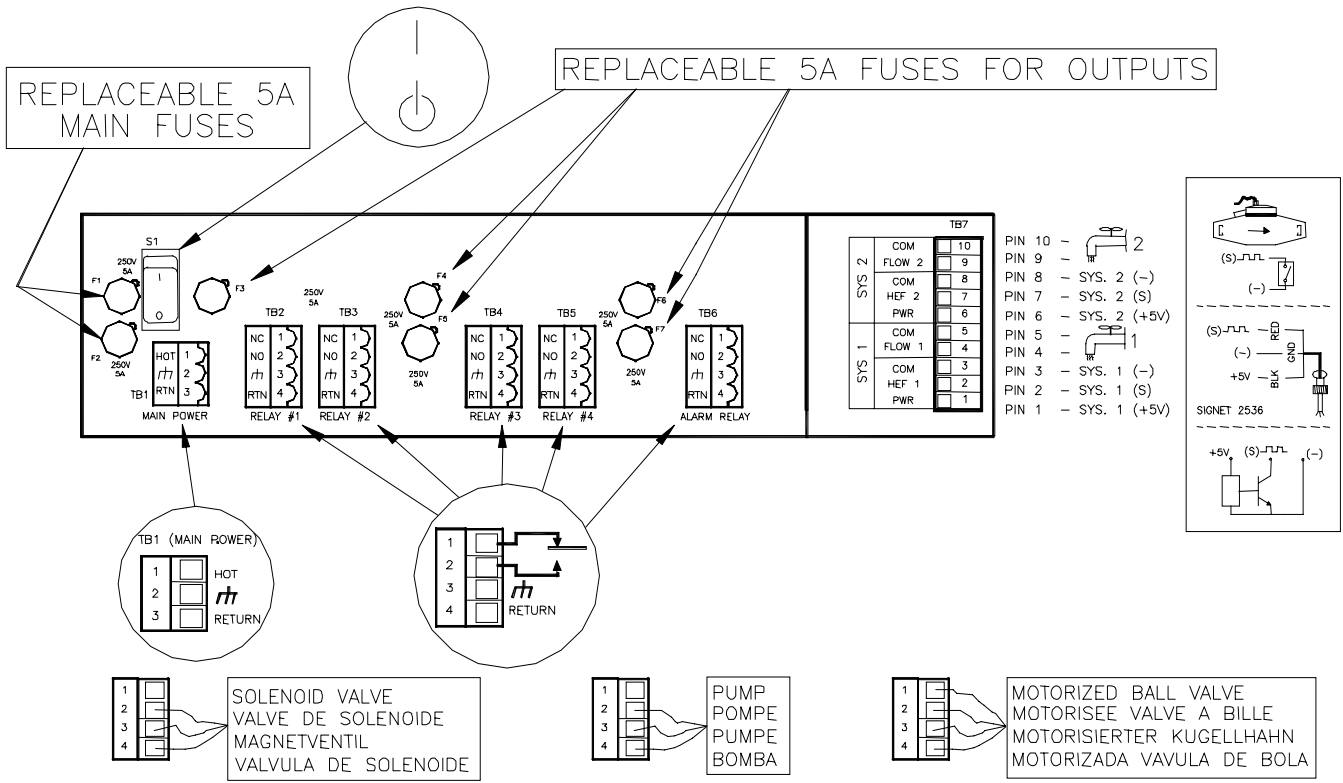 REPLACEABLE 5A
MAIN FUSES
REPLACEABLE 5A FUSES FOR OUTPUTS
S1
250V
5A
F1
I
O
F2
250V
5A
F3
HOT 1
2
RTN 3
TB1
MAIN POWER
TB2
NC 1
NO 2
3
RTN 4
RELAY #1
250V
5A
TB3
NC 1
NO 2
3
RTN 4
RELAY #2
F4
250V
5A
F5
250V
5A
TB4
NC 1
NO 2
3
RTN 4
RELAY #3
TB5
NC 1
NO 2
3
RTN 4
RELAY #4
F6
250V
5A
F7
250V
5A
TB6
NC 1
NO 2
3
RTN 4
ALARM RELAY
TB7
SYS 2
COM 10
FLOW 2 9
COM 8
HEF 2 7
PWR 6
SYS 1
COM 5
FLOW 1 4
COM 3
HEF 1 2
PWR 1
PIN 10 – 2
PIN 9 –
PIN 8 – SYS. 2 (–)
PIN 7 – SYS. 2 (S)
PIN 6 – SYS. 2 (+5V)
PIN 5 – 1
PIN 4 –
PIN 3 – SYS. 1 (–)
PIN 2 – SYS. 1 (S)
PIN 1 – SYS. 1 (+5V)
(S)
(–)
(S) RED
(–) GND
+5V BLK
SIGNET 2536
+5V (S) (–)
TB1 (MAIN POWER)
1 HOT
2
3 RETURN
1
2
3
4 RETURN
1
2
3
4
SOLENOID VALVE
VALVE DE SOLENOIDE
MAGNETVENTIL
VALVULA DE SOLENOIDE
1
2
3
4
PUMP
POMPE
PUMPE
BOMBA
1
2
3
4
MOTORIZED BALL VALVE
MOTORISEE VALVE A BILLE
MOTORISIERTER KUGELLHAHN
MOTORIZADA VAVULA DE BOLA